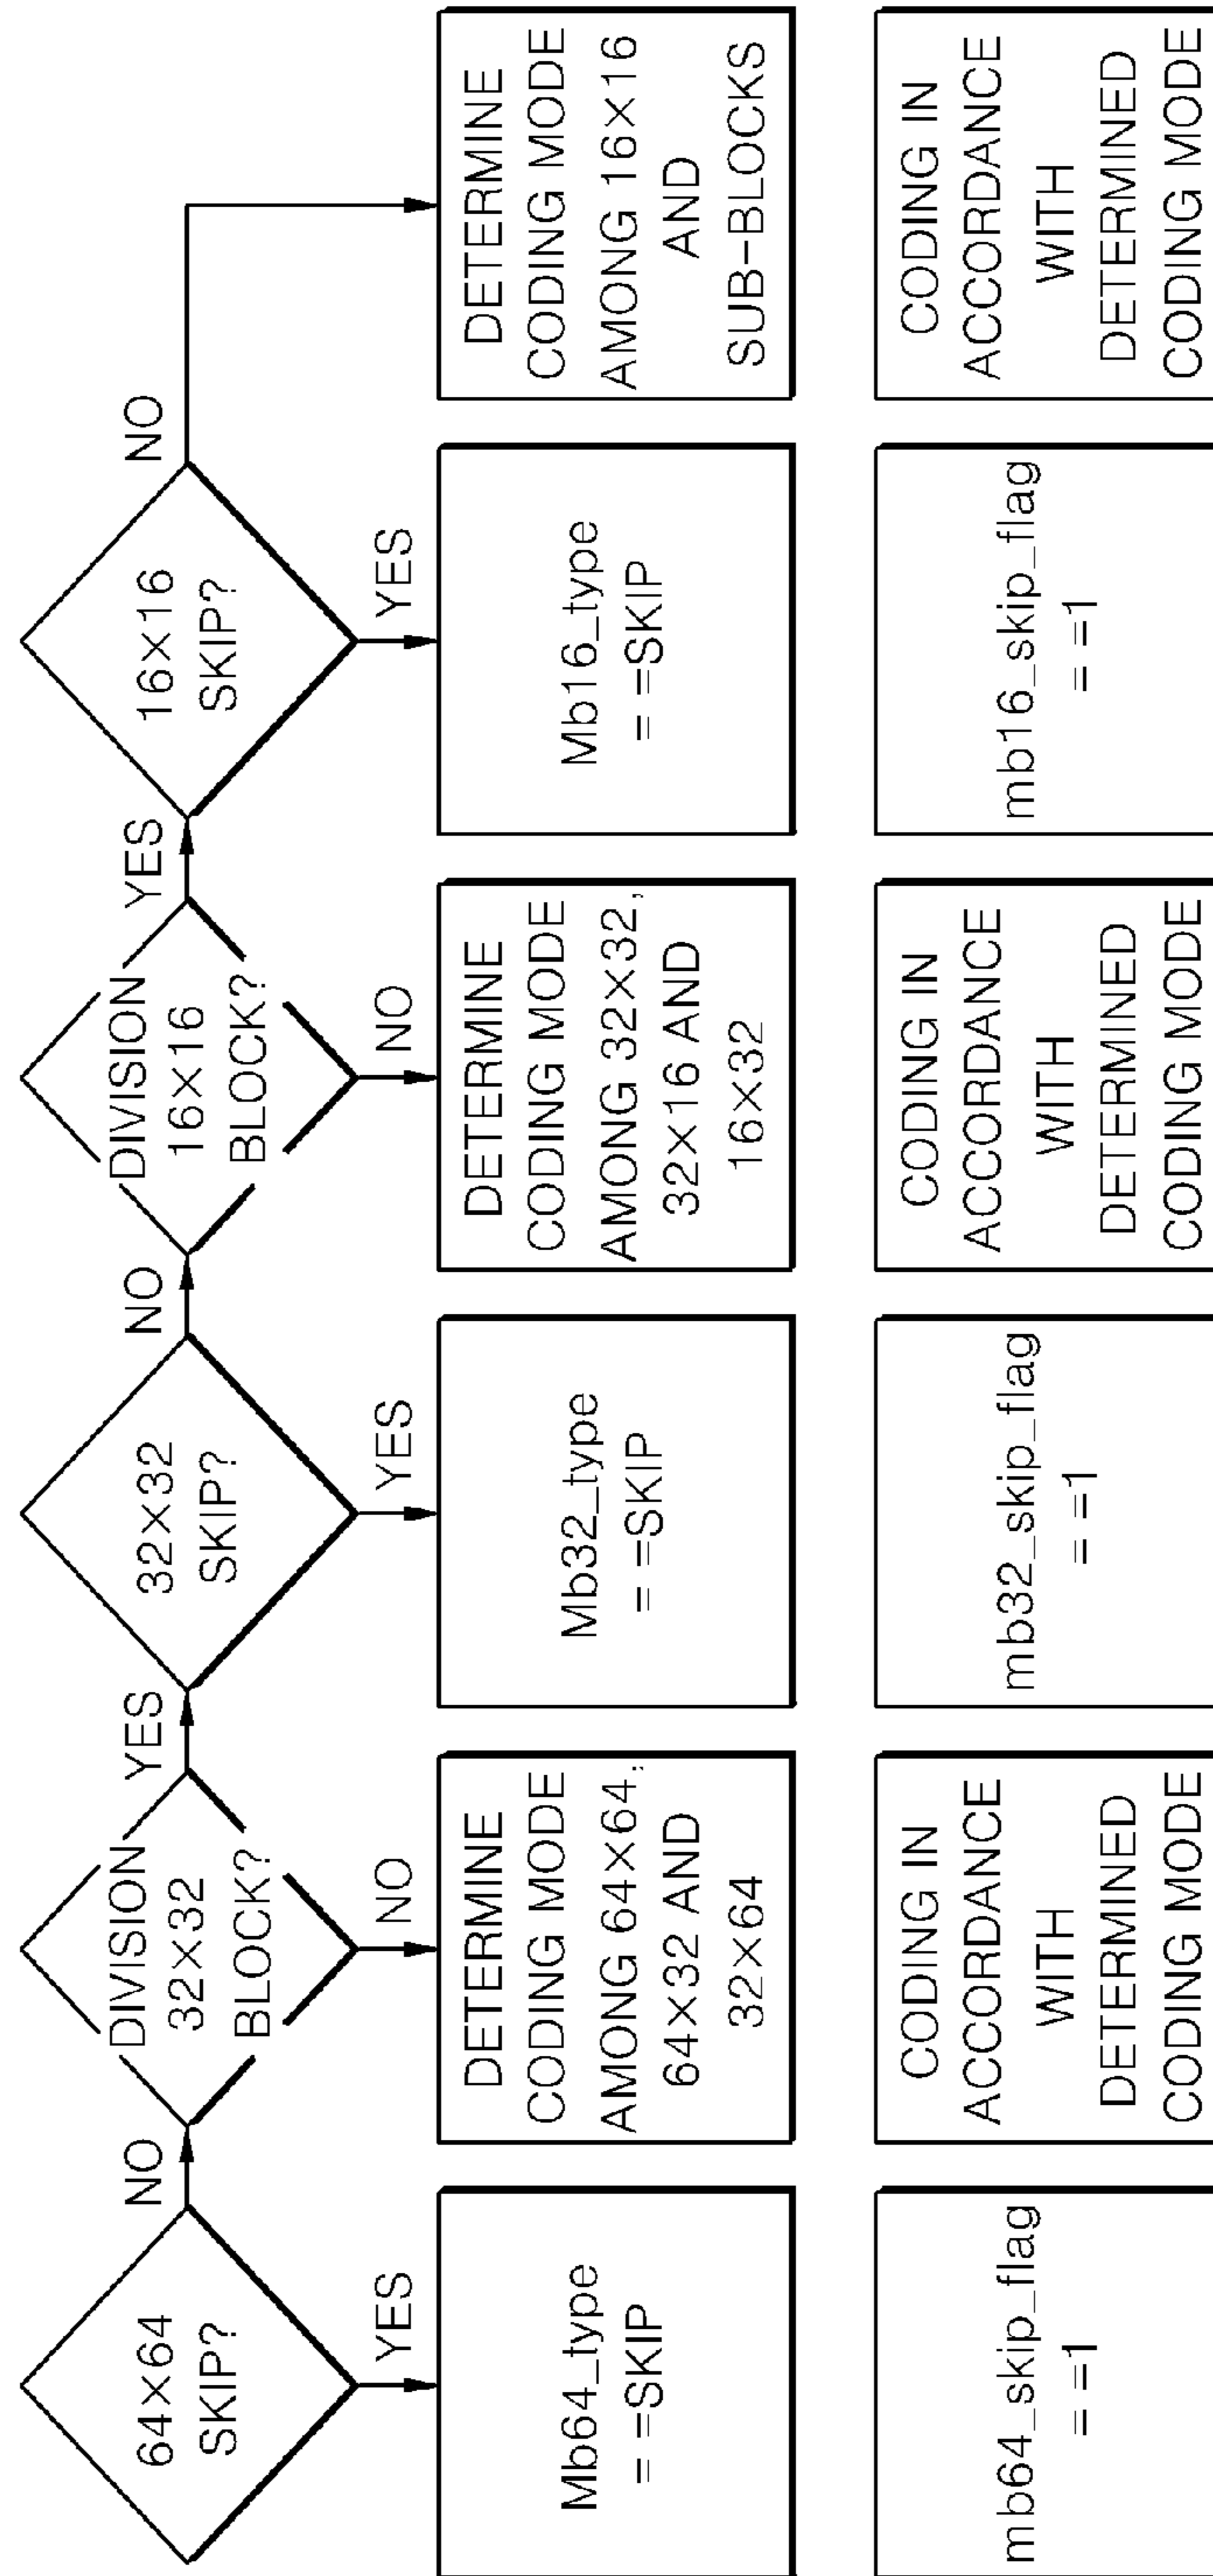 64×64
SKIP?
NO
YES
DIVISION
32×32
BLOCK?
YES
NO
32×32
SKIP?
NO
YES
DIVISION
16×16
BLOCK?
YES
NO
16×16
SKIP?
NO
YES
Mb64_type
= =SKIP
DETERMINE
CODING MODE
AMONG 64×64,
64×32 AND
32×64
Mb32_type
= =SKIP
DETERMINE
CODING MODE
AMONG 32×32,
32×16 AND
16×32
Mb16_type
= =SKIP
DETERMINE
CODING MODE
AMONG 16×16
AND
SUB-BLOCKS
mb64_skip_flag
= =1
CODING IN
ACCORDANCE
WITH
DETERMINED
CODING MODE
mb32_skip_flag
= =1
CODING IN
ACCORDANCE
WITH
DETERMINED
CODING MODE
mb16_skip_flag
= =1
CODING IN
ACCORDANCE
WITH
DETERMINED
CODING MODE